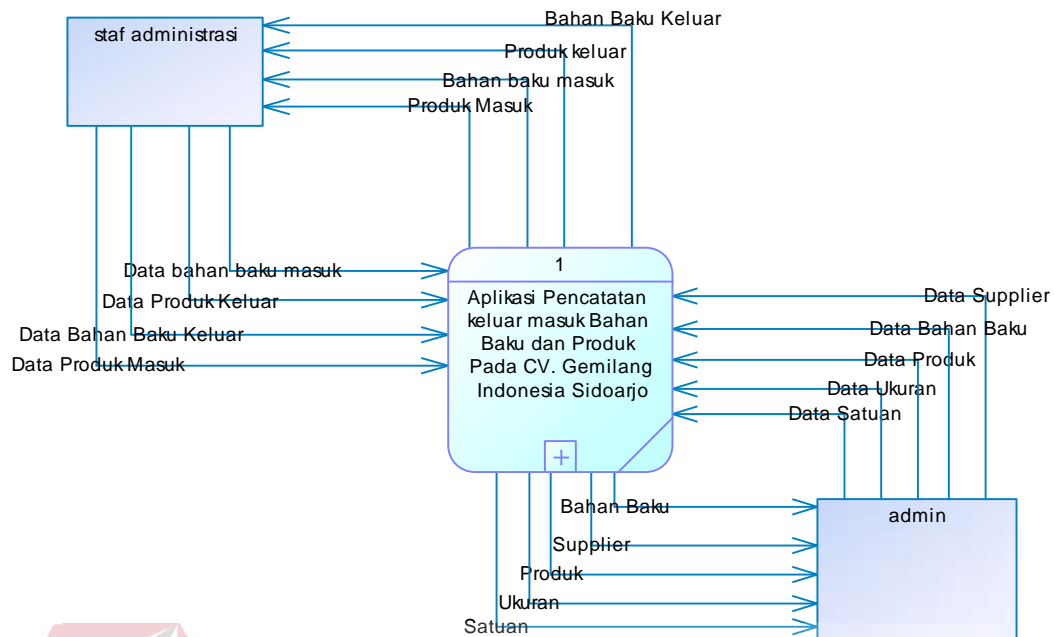 Bahan Baku Keluar
staf administrasi
Produk keluar
Bahan baku masuk
Produk Masuk
1
Aplikasi Pencatatan
keluar masuk Bahan
Baku dan Produk
Pada CV. Gemilang
Indonesia Sidoarjo
Data bahan baku masuk
Data Produk Keluar
Data Bahan Baku Keluar
Data Produk Masuk
Data Supplier
Data Bahan Baku
Data Produk
Data Ukuran
Data Satuan
admin
Bahan Baku
Supplier
Produk
Ukuran
Satuan